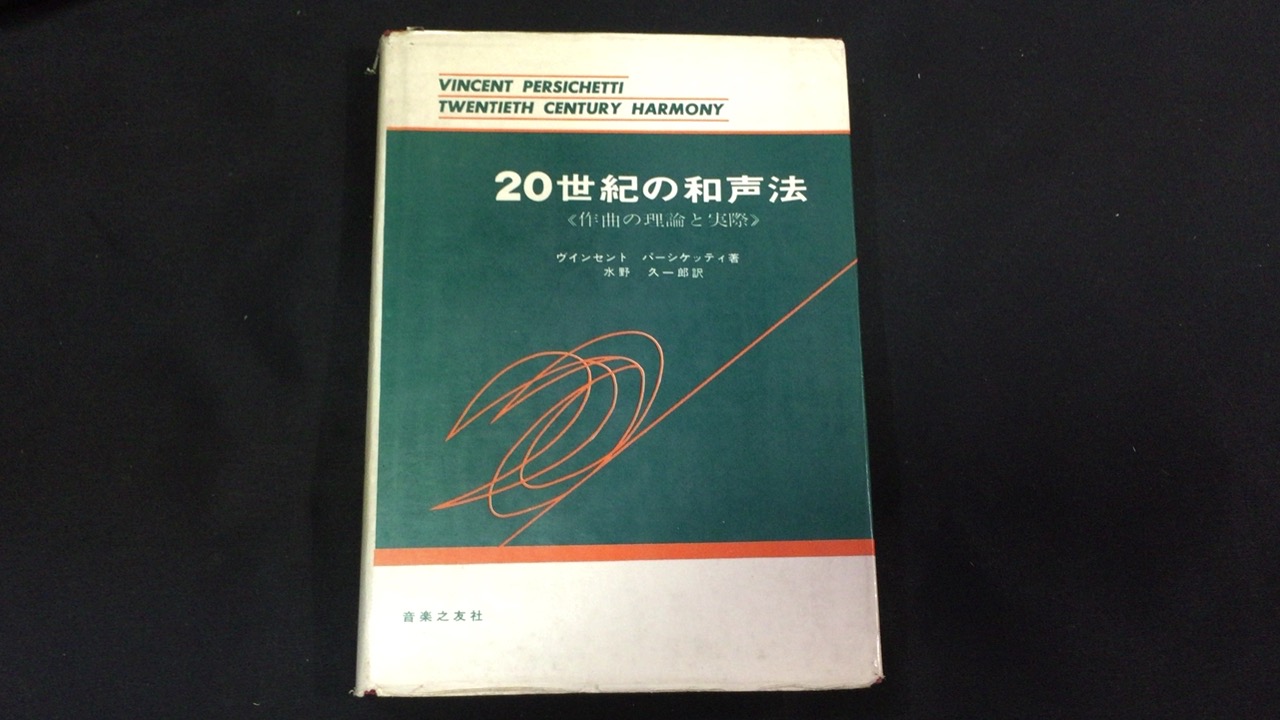 VINCENT PERSICHETTI
TWENTIETH CENTURY HARMONY
20世紀の和声法
《作曲の理論と実際》
ヴインセント パーシケッティ著
水野 久一郎訳
音楽之友社